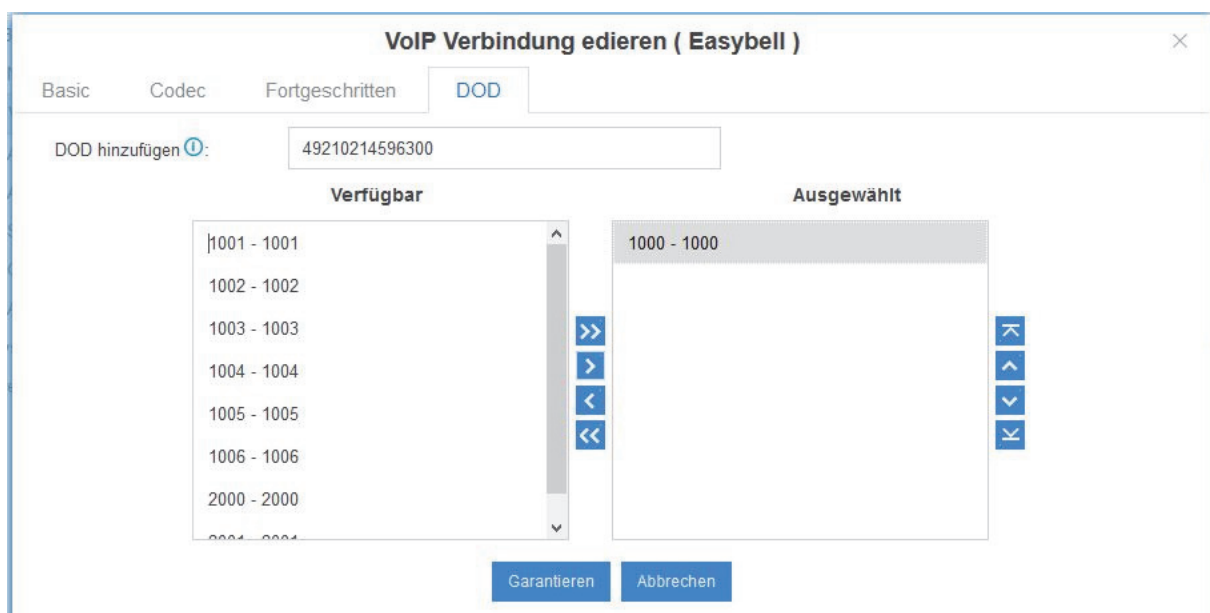 VoIP Verbindung edieren ( Easybell )
Basic Codec Fortgeschritten DOD
DOD hinzufügen : 49210214596300
Verfügbar Ausgewählt
1001 - 1001
1000 - 1000
1002 - 1002
1003 - 1003
1004 - 1004
1005 - 1005
1006 - 1006
2000 - 2000
Garantieren Abbrechen